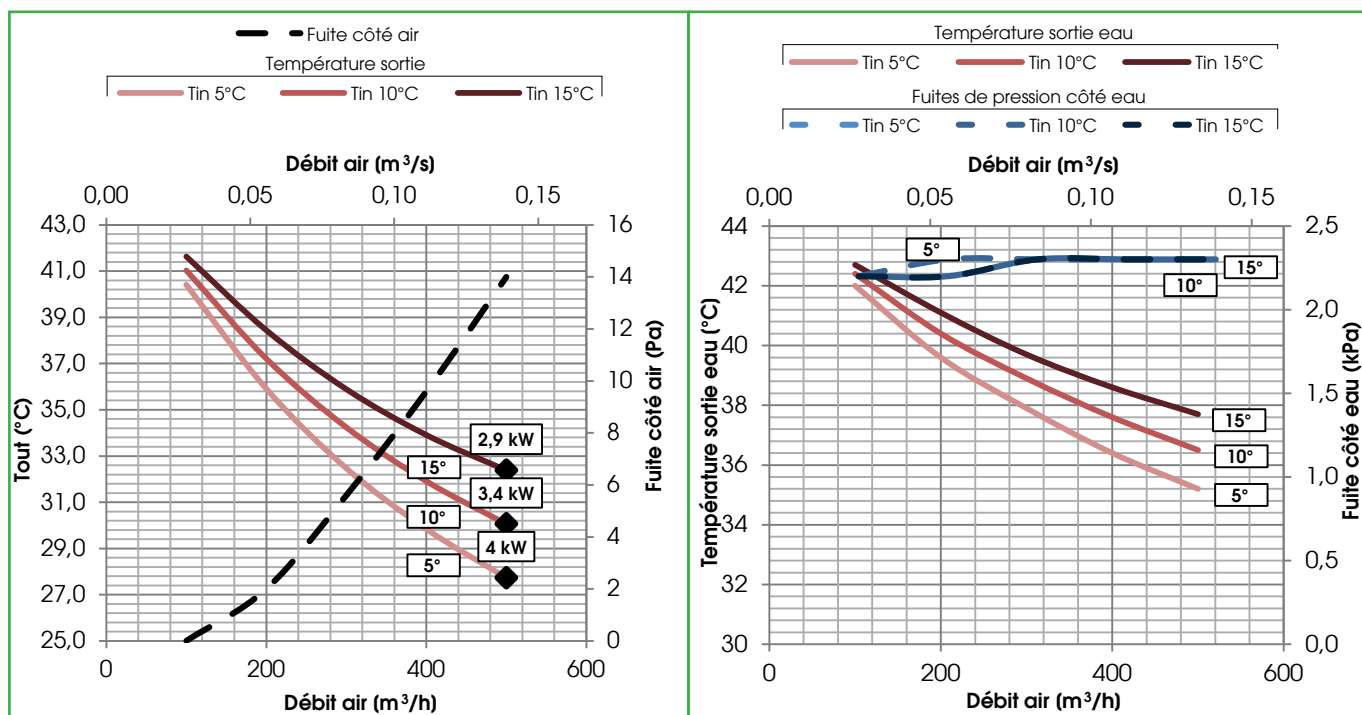 Fuite côté air
Température sortie
Tin 5°C Tin 10°C Tin 15°C
Débit air (m³/s)
0,00 0,05 0,10 0,15
43,0
41,0
39,0
37,0
35,0
33,0
31,0
29,0
27,0
25,0
Tout (°C)
16
14
12
10
8
6
4
2
0
Fuite côté air (Pa)
2,9 kW
15°
3,4 kW
10°
4 kW
5°
0 200 400 600
Débit air (m³/h)
Température sortie eau
Tin 5°C Tin 10°C Tin 15°C
Fuites de pression côté eau
Tin 5°C Tin 10°C Tin 15°C
Débit air (m³/s)
0,00 0,05 0,10 0,15
44
42
40
38
36
34
32
30
Température sortie eau (°C)
2,5
2,0
1,5
1,0
0,5
0,0
Fuite côté eau (kPa)
5°
15°
10°
15°
10°
5°
0 200 400 600
Débit air (m³/h)